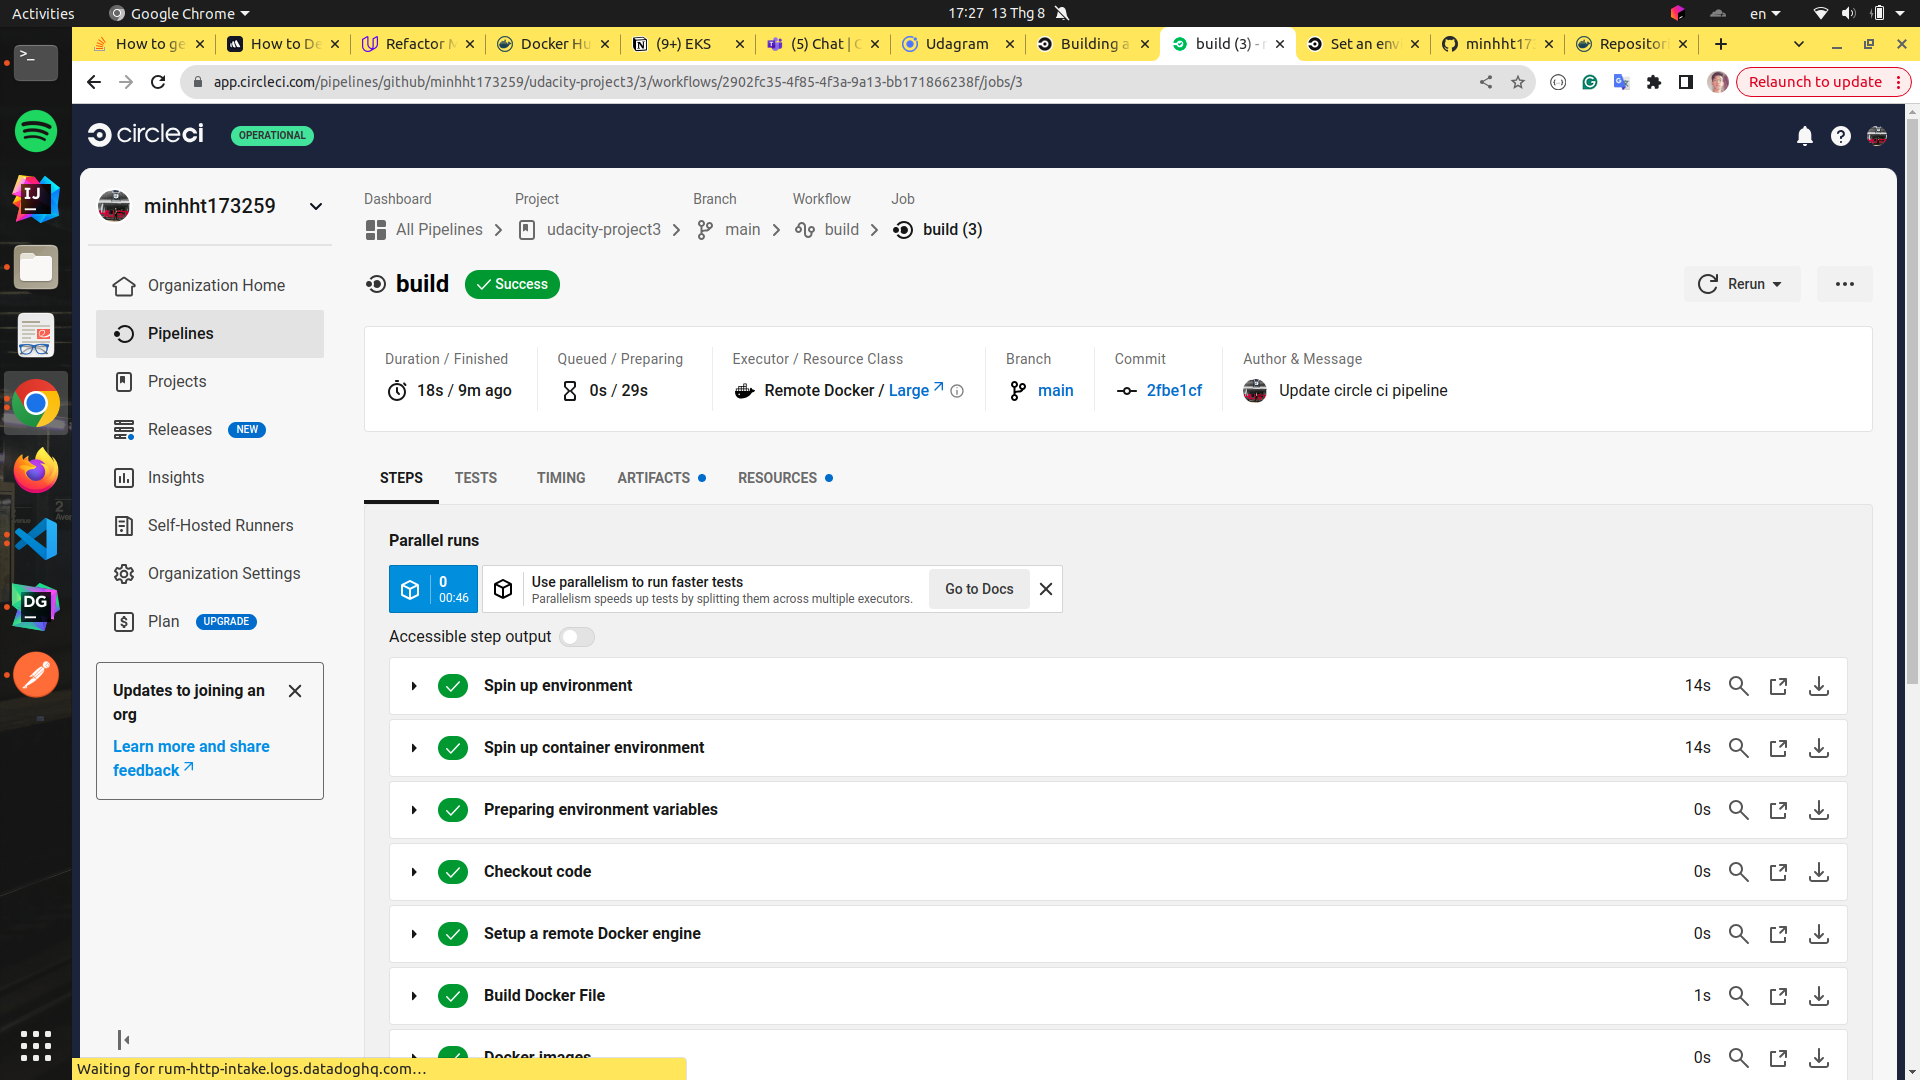 Activities
Google Chrome
17:27 13 Thg 8
en
How to ge
How to De
Refactor M
Docker Hu
(9+) EKS
(5) Chat | C
Udagram
Building a
build (3) - r
Set an env
minhht173
Repositori
app.circleci.com/pipelines/github/minhht173259/udacity-project3/3/workflows/2902fc35-4f85-4f3a-9a13-bb171866238f/jobs/3
Relaunch to update
circleci
OPERATIONAL
minhht173259
Organization Home
Pipelines
Projects
Releases NEW
Insights
Self-Hosted Runners
Organization Settings
Plan UPGRADE
Updates to joining an
org
Learn more and share
feedback
Dashboard
Project
Branch
Workflow
Job
All Pipelines
udacity-project3
main
build
build (3)
build
Success
Rerun
Duration / Finished
18s / 9m ago
Queued / Preparing
0s / 29s
Executor / Resource Class
Remote Docker / Large
Branch
main
Commit
2fbe1cf
Author & Message
Update circle ci pipeline
STEPS
TESTS
TIMING
ARTIFACTS
RESOURCES
Parallel runs
0
00:46
Use parallelism to run faster tests
Parallelism speeds up tests by splitting them across multiple executors.
Go to Docs
Accessible step output
Spin up environment 14s
Spin up container environment 14s
Preparing environment variables 0s
Checkout code 0s
Setup a remote Docker engine 0s
Build Docker File 1s
Docker images 0s
Waiting for rum-http-intake.logs.datadoghq.com…